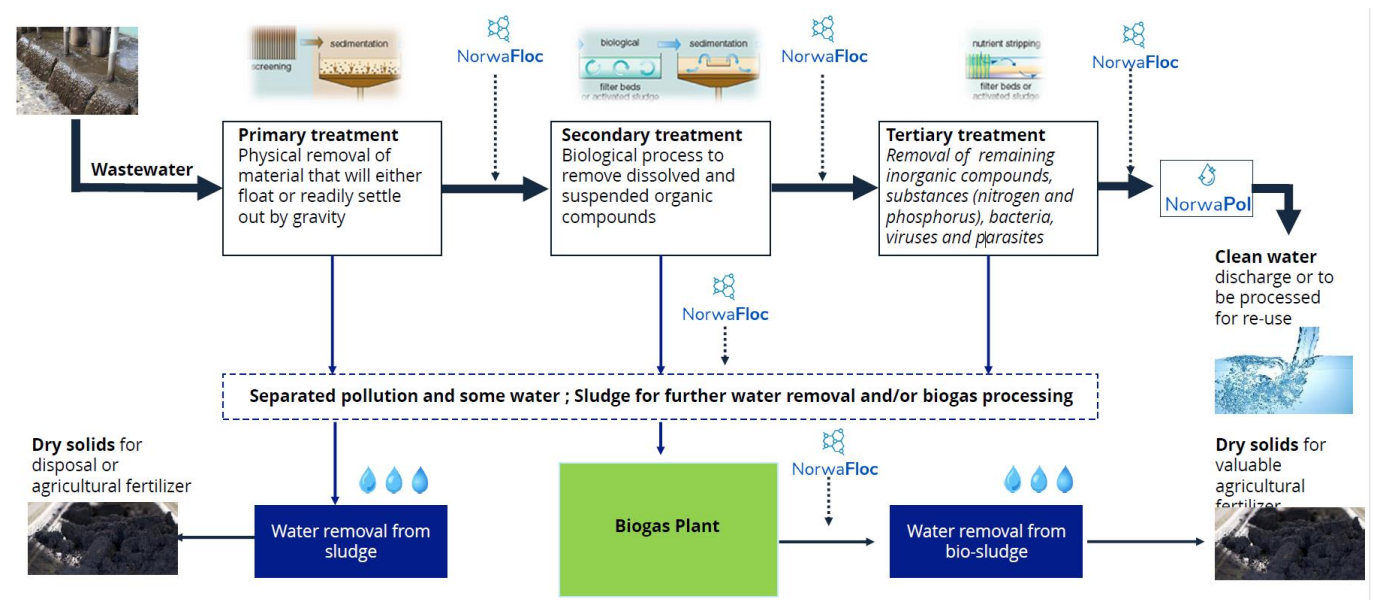 sedimentation
screening
NorwaFloc
biological
sedimentation
filter beds
or activated sludge
NorwaFloc
nutrient stripping
filter beds or
activated sludge
NorwaFloc
Wastewater
Primary treatment
Physical removal of
material that will either
float or readily settle
out by gravity
Secondary treatment
Biological process to
remove dissolved and
suspended organic
compounds
Tertiary treatment
Removal of remaining
inorganic compounds,
substances (nitrogen and
phosphorus), bacteria,
viruses and parasites
NorwaPol
Clean water
discharge or to
be processed
for re-use
NorwaFloc
Separated pollution and some water ; Sludge for further water removal and/or biogas processing
Dry solids for
disposal or
agricultural fertilizer
Water removal from
sludge
Biogas Plant
NorwaFloc
Water removal from
bio-sludge
Dry solids for
valuable
agricultural
fertilizer